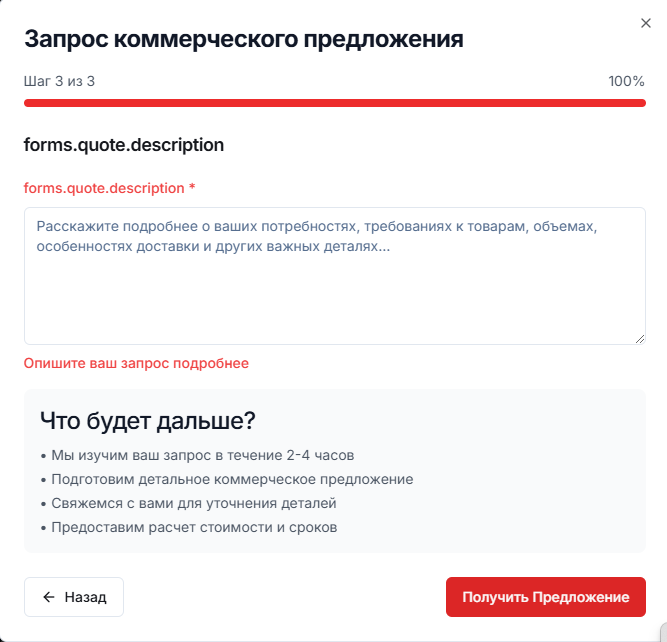 Запрос коммерческого предложения
Шаг 3 из 3
100%
forms.quote.description
forms.quote.description *
Расскажите подробнее о ваших потребностях, требованиях к товарам, объемах,
особенностях доставки и других важных деталях...
Опишите ваш запрос подробнее
Что будет дальше?
• Мы изучим ваш запрос в течение 2-4 часов
• Подготовим детальное коммерческое предложение
• Свяжемся с вами для уточнения деталей
• Предоставим расчет стоимости и сроков
← Назад
Получить Предложение